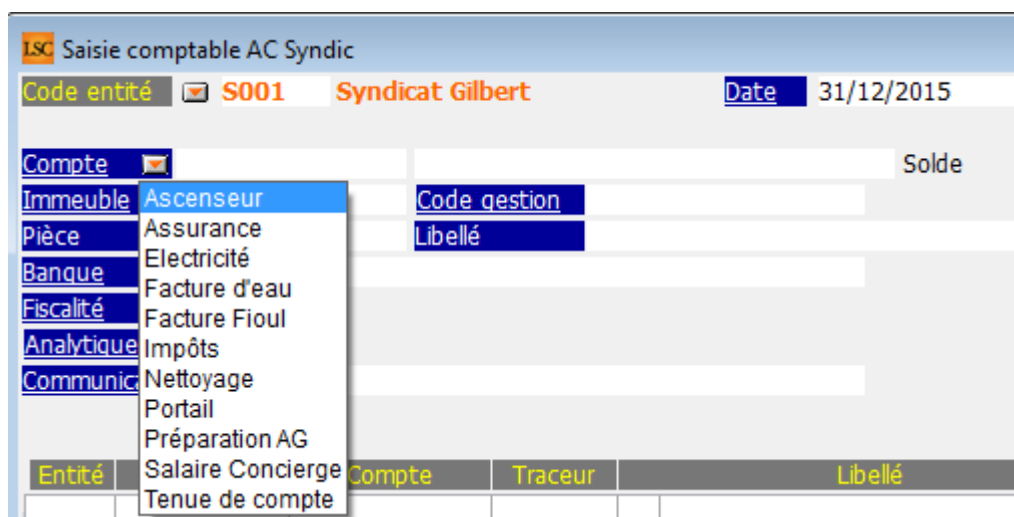 LSC Saisie comptable AC Syndic
Code entité S001 Syndicat Gilbert Date 31/12/2015
Compte Solde
Immeuble Ascenseur Code gestion
Pièce Assurance Libellé
Electricité
Banque Facture d'eau
Fiscalité Facture Fioul
Analytique Impôts
Communica Nettoyage
Portail
Préparation AG
Entité Salaire Concierge Compte Traceur Libellé
Tenue de compte